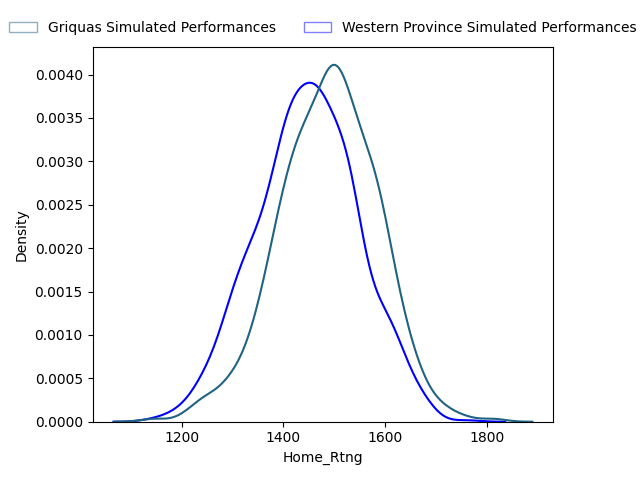 Griquas Simulated Performances Western Province Simulated Performances
0.0040
0.0035
0.0030
0.0025
0.0020
0.0015
0.0010
0.0005
0.0000
Density
1200 1400 1600 1800
Home_Rtng